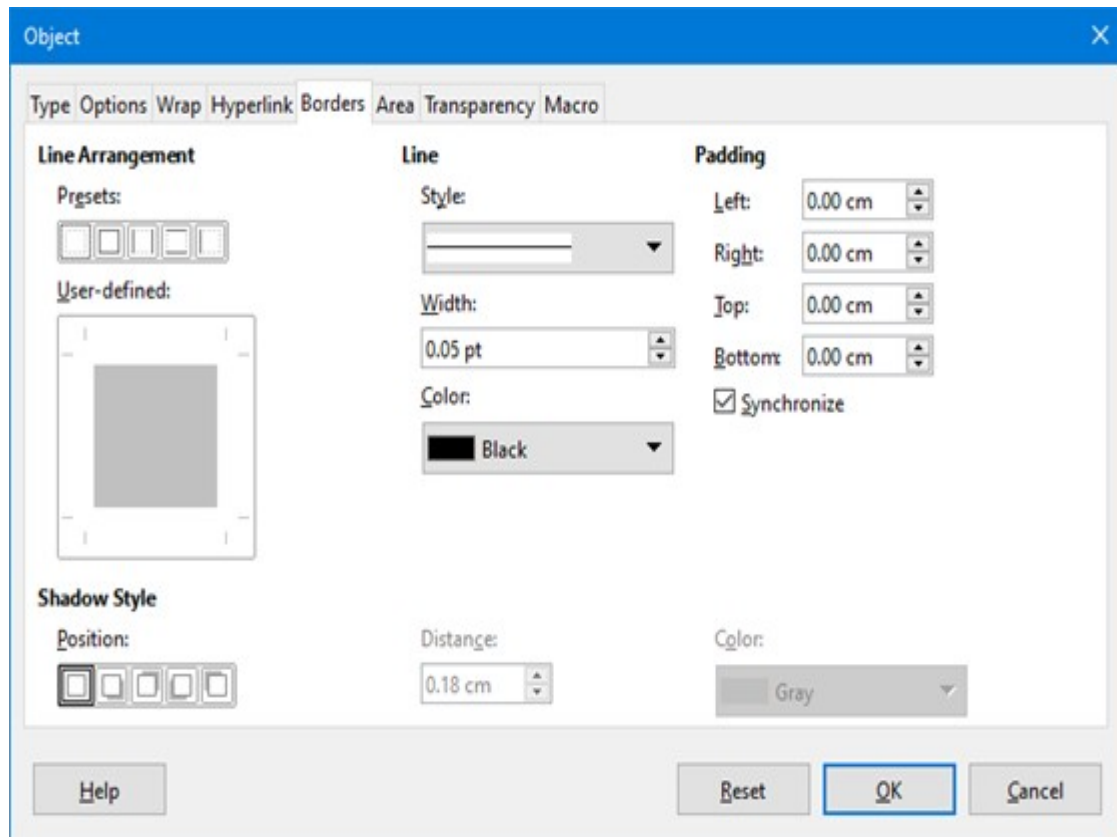 Object
Type Options Wrap Hyperlink Borders Area Transparency Macro
Line Arrangement
Presets:
User-defined:
Line
Style:
Width:
0.05 pt
Color:
Black
Padding
Left: 0.00 cm
Right: 0.00 cm
Top: 0.00 cm
Bottom: 0.00 cm
Synchronize
Shadow Style
Position:
Distance:
0.18 cm
Color:
Gray
Help Reset OK Cancel